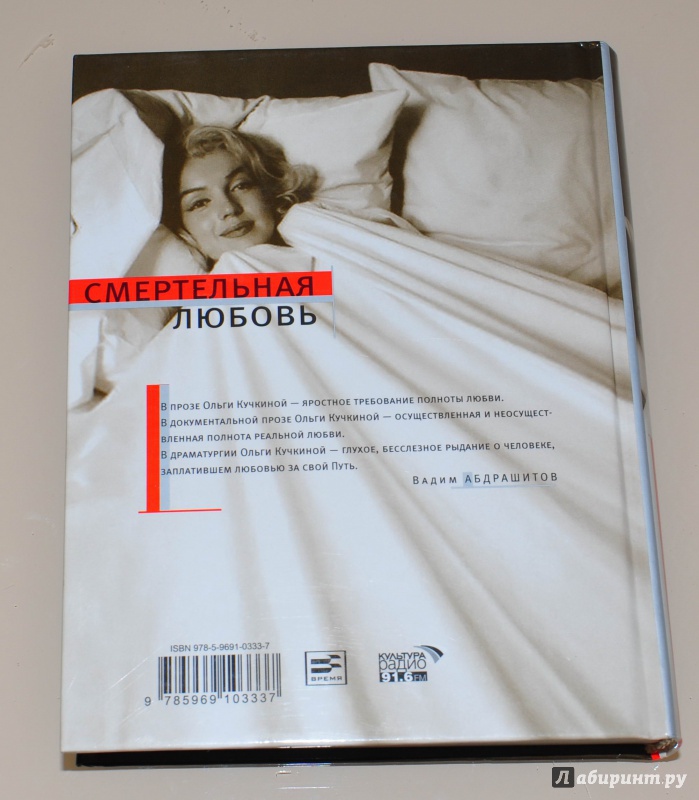 СМЕРТЕЛЬНАЯ
ЛЮБОВЬ
В ПРОЗЕ ОЛЬГИ КУЧКИНОЙ — ЯРОСТНОЕ ТРЕБОВАНИЕ ПОЛНОТЫ ЛЮБВИ.
В ДОКУМЕНТАЛЬНОЙ ПРОЗЕ ОЛЬГИ КУЧКИНОЙ — ОСУЩЕСТВЛЕННАЯ И НЕОСУЩЕСТ-
ВЛЕННАЯ ПОЛНОТА РЕАЛЬНОЙ ЛЮБВИ.
В ДРАМАТУРГИИ ОЛЬГИ КУЧКИНОЙ — ГЛУХОЕ, БЕССЛЕЗНОЕ РЫДАНИЕ О ЧЕЛОВЕКЕ,
ЗАПЛАТИВШЕМ ЛЮБОВЬЮ ЗА СВОЙ ПУТЬ.
ВАДИМ АБДРАШИТОВ
ISBN 978-5-9691-0333-7
9 785969 103337
ВРЕМЯ
КУЛЬТУРА
РАДИО
91.6 FM
Лабиринт.ру